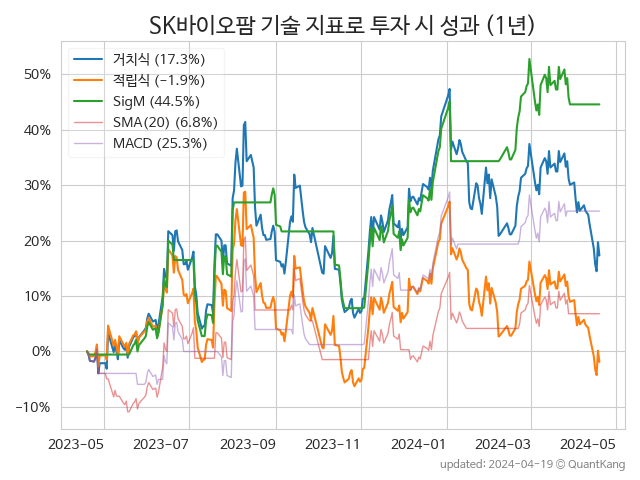 SK바이오팜 기술 지표로 투자 시 성과 (1년)
거치식 (17.3%)
적립식 (−1.9%)
SigM (44.5%)
SMA(20) (6.8%)
MACD (25.3%)
50%
40%
30%
20%
10%
0%
−10%
2023-05
2023-07
2023-09
2023-11
2024-01
2024-03
2024-05
updated: 2024-04-19 © QuantKang